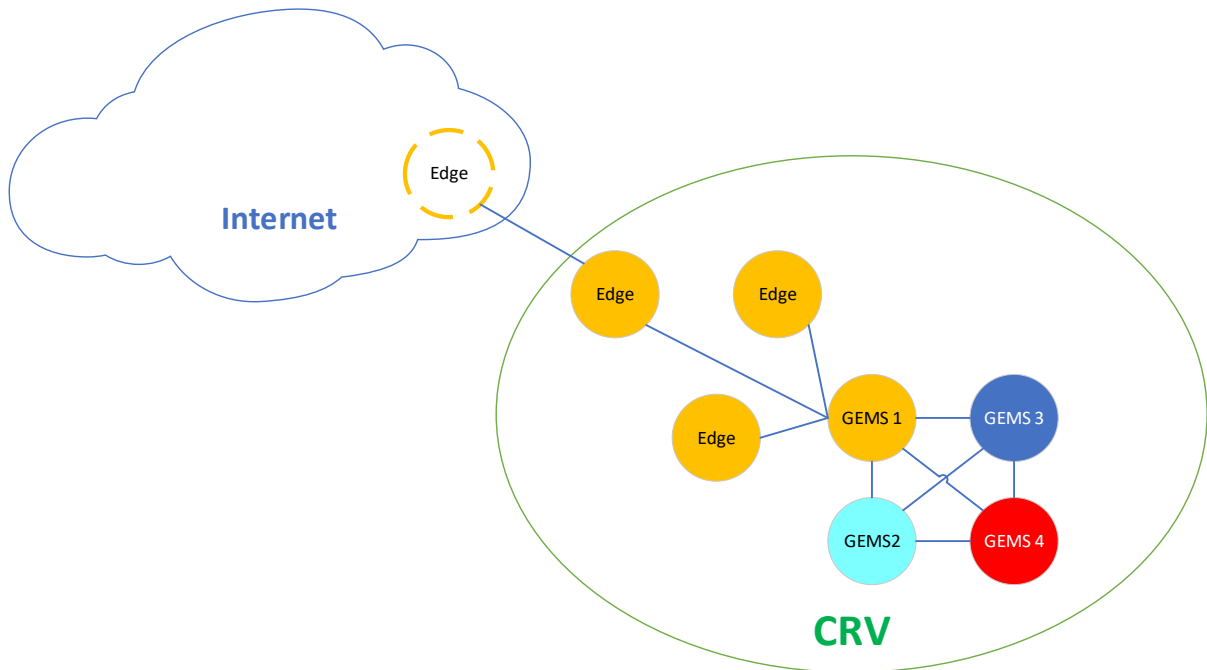 Edge
Internet
Edge
Edge
Edge
GEMS 1
GEMS 3
GEMS2
GEMS 4
CRV